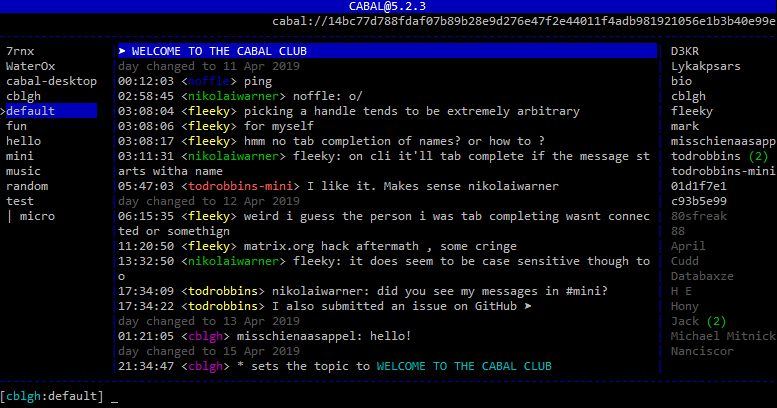 CABAL@5.2.3
cabal://14bc77d788fdaf07b89b28e9d276e47f2e44011f4adb981921056e1b3b40e99e
7rnx
WaterOx
cabal-desktop
cblgh
>default
fun
hello
mini
music
random
test
| micro
➤ WELCOME TO THE CABAL CLUB
day changed to 11 Apr 2019
00:12:03 <noffle> ping
02:58:45 <nikolaiwarner> noffle: o/
03:08:04 <fleeky> picking a handle tends to be extremely arbitrary
03:08:06 <fleeky> for myself
03:08:17 <fleeky> hmm no tab completion of names? or how to ?
03:11:31 <nikolaiwarner> fleeky: on cli it'll tab complete if the message st
arts witha name
05:47:03 <todrobbins-mini> I like it. Makes sense nikolaiwarner
day changed to 12 Apr 2019
06:15:35 <fleeky> weird i guess the person i was tab completing wasnt connec
ted or somethign
11:20:50 <fleeky> matrix.org hack aftermath , some cringe
13:32:50 <nikolaiwarner> fleeky: it does seem to be case sensitive though to
o
17:34:09 <todrobbins> nikolaiwarner: did you see my messages in #mini?
17:34:22 <todrobbins> I also submitted an issue on GitHub ➤
day changed to 13 Apr 2019
01:21:05 <cblgh> misschienaasappel: hello!
day changed to 15 Apr 2019
21:34:47 <cblgh> * sets the topic to WELCOME TO THE CABAL CLUB
D3KR
Lykakpsars
bio
cblgh
fleeky
mark
misschienaasapp
todrobbins (2)
todrobbins-mini
01d1f7e1
c93b5e99
80sfreak
88
April
Cudd
Databaxze
H E
Hony
Jack (2)
Michael Mitnick
Nanciscor
[cblgh:default] _